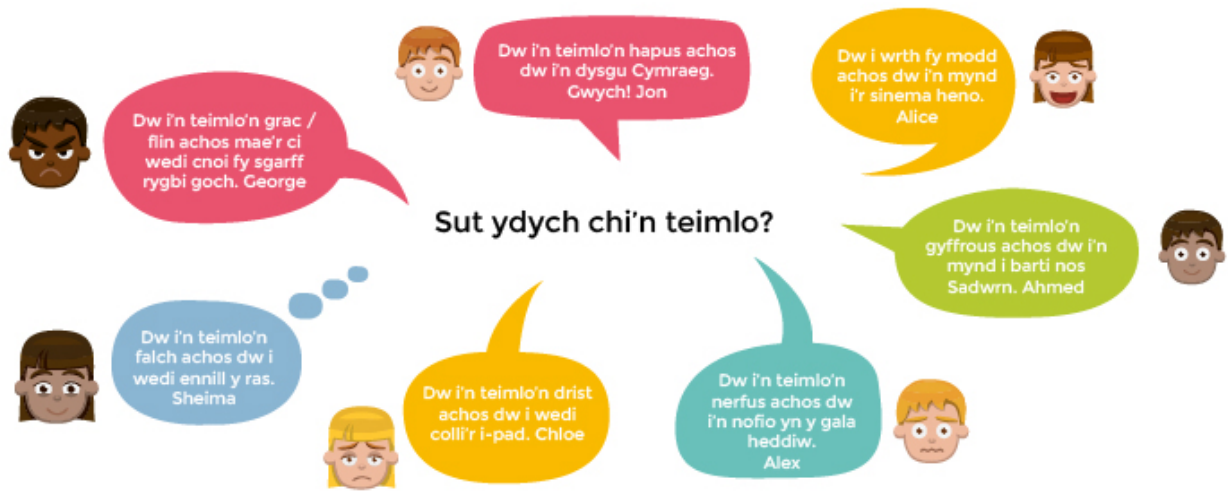 Dw i'n teimlo'n hapus achos
dw i'n dysgu Cymraeg.
Gwych! Jon
Dw i wrth fy modd
achos dw i'n mynd
i'r sinema heno.
Alice
Dw i'n teimlo'n grac /
flin achos mae'r ci
wedi cnoi fy sgarff
rygbi goch. George
Sut ydych chi'n teimlo?
Dw i'n teimlo'n
gyffrous achos dw i'n
mynd i barti nos
Sadwrn. Ahmed
Dw i'n teimlo'n
falch achos dw i
wedi ennill y ras.
Sheima
Dw i'n teimlo'n drist
achos dw i wedi
colli'r i-pad. Chloe
Dw i'n teimlo'n
nerfus achos dw
i'n nofio yn y gala
heddiw.
Alex